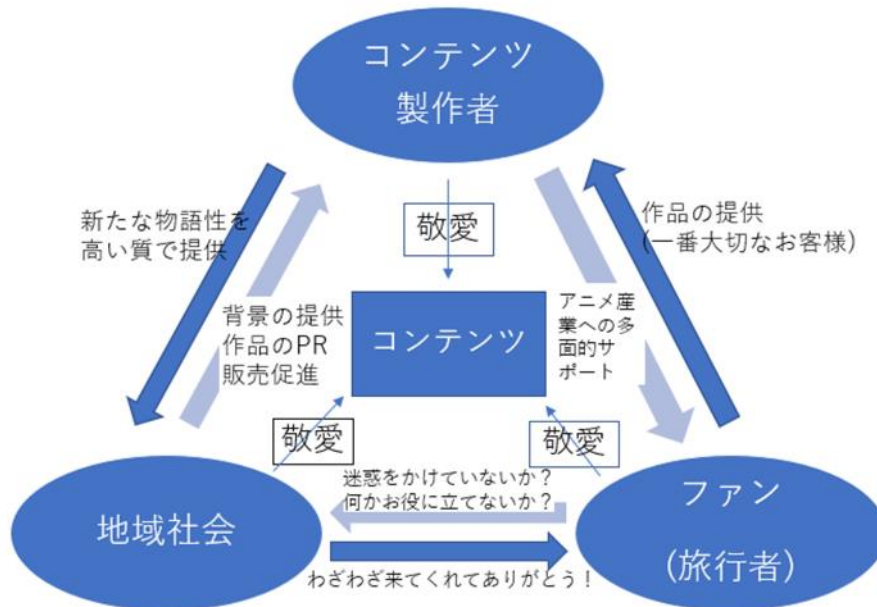 コンテンツ
製作者
新たな物語性を
高い質で提供
敬愛
作品の提供
(一番大切なお客様)
背景の提供
作品のPR
販売促進
コンテンツ
アニメ産
業への多
面的サ
ポート
敬愛
敬愛
迷惑をかけていないか？
何かお役に立てないか？
地域社会
ファン
(旅行者)
わざわざ来てくれてありがとう！